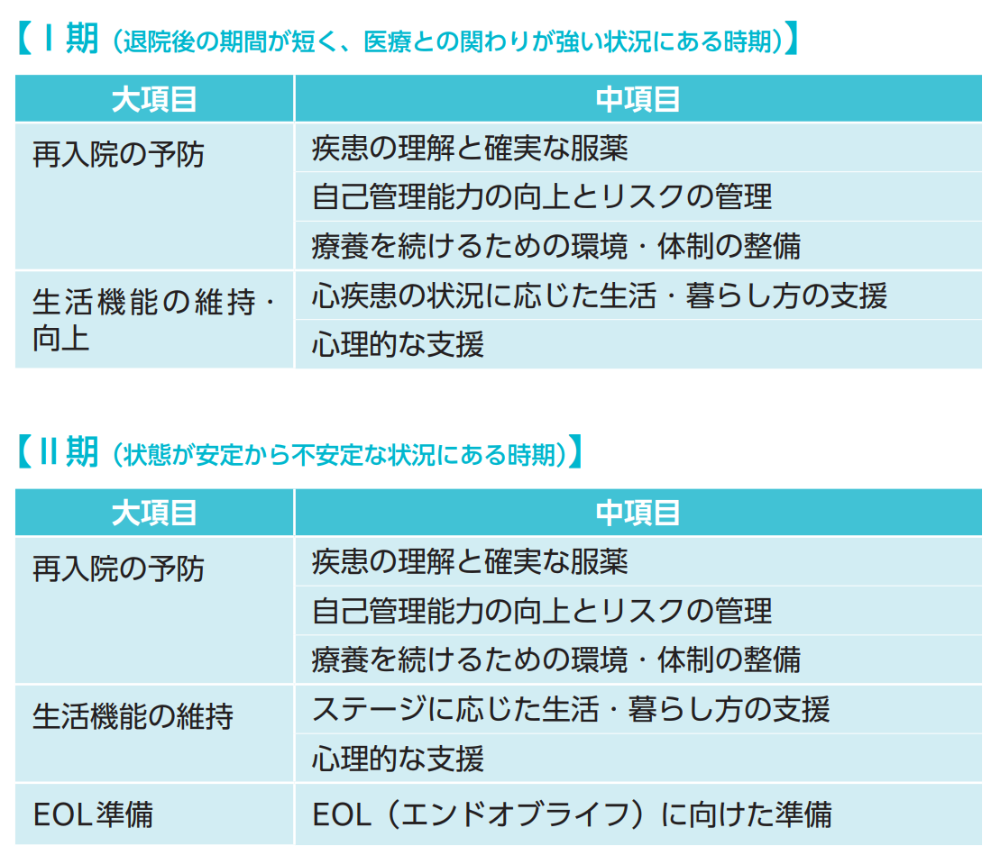 【Ⅰ期（退院後の期間が短く、医療との関わりが強い状況にある時期）】
大項目 中項目
再入院の予防 疾患の理解と確実な服薬
自己管理能力の向上とリスクの管理
療養を続けるための環境・体制の整備
生活機能の維持・ 心疾患の状況に応じた生活・暮らし方の支援
向上 心理的な支援
【Ⅱ期（状態が安定から不安定な状況にある時期）】
大項目 中項目
再入院の予防 疾患の理解と確実な服薬
自己管理能力の向上とリスクの管理
療養を続けるための環境・体制の整備
生活機能の維持 ステージに応じた生活・暮らし方の支援
心理的な支援
EOL準備 EOL（エンドオブライフ）に向けた準備